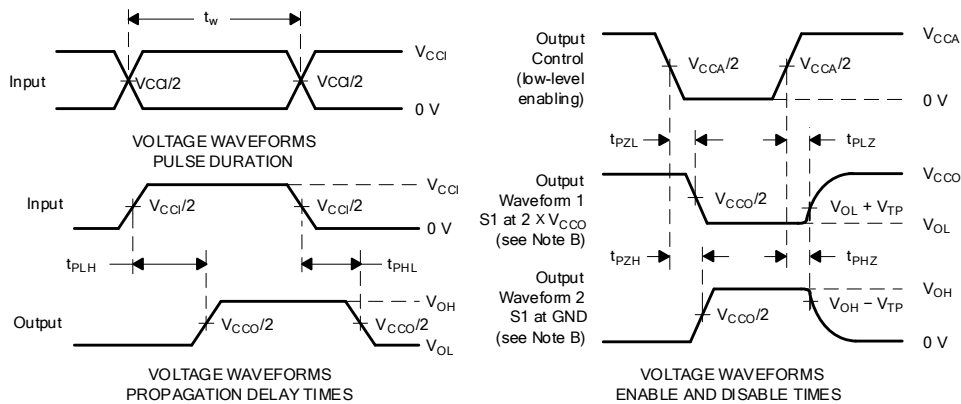 t_w
V_CCI
Input
V_CCI/2
V_CCI/2
0 V
VOLTAGE WAVEFORMS
PULSE DURATION
V_CCI
Input
V_CCI/2
V_CCI/2
0 V
t_PLH
t_PHL
V_OH
Output
V_CCO/2
V_CCO/2
V_OL
VOLTAGE WAVEFORMS
PROPAGATION DELAY TIMES
Output
Control
(low-level
enabling)
V_CCA
V_CCA/2
V_CCA/2
0 V
t_PZL
t_PLZ
Output
Waveform 1
S1 at 2 X V_CCO
(see Note B)
V_CCO
V_CCO/2
V_OL + V_TP
V_OL
t_PZH
t_PHZ
Output
Waveform 2
S1 at GND
(see Note B)
V_OH
V_CCO/2
V_OH – V_TP
0 V
VOLTAGE WAVEFORMS
ENABLE AND DISABLE TIMES